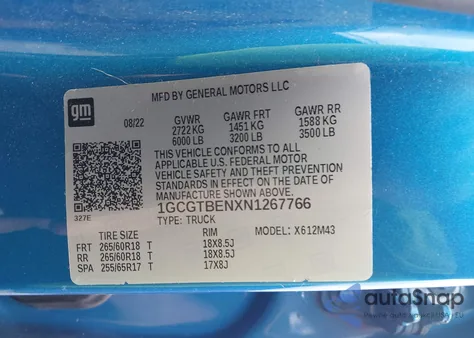 MFD BY GENERAL MOTORS LLC
gm
08/22 GVWR GAWR FRT GAWR RR
2722 KG 1451 KG 1588 KG
6000 LB 3200 LB 3500 LB
THIS VEHICLE CONFORMS TO ALL
APPLICABLE U.S. FEDERAL MOTOR
VEHICLE SAFETY AND THEFT PREVENTION
STANDARDS IN EFFECT ON THE DATE OF
MANUFACTURE SHOWN ABOVE.
1GCGTBENXN1267766
327E TYPE: TRUCK
TIRE SIZE RIM MODEL: X612M43
FRT 265/60R18 T 18X8.5J
RR 265/60R18 T 18X8.5J
SPA 255/65R17 T 17X8J
autoSnap